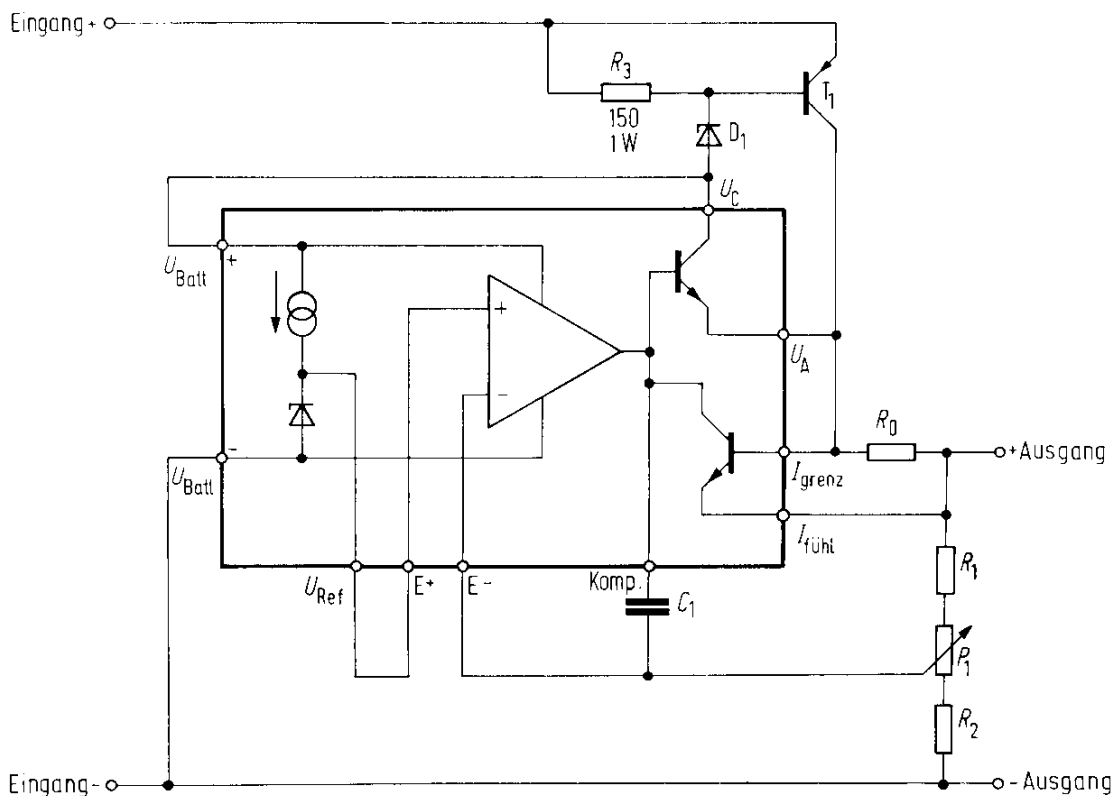 Eingang+
R3
150
1W
T1
D1
UC
UBatt
+
+
-
UA
R0
+Ausgang
-
UBatt
Igrenz
Ifühl
R1
URef
E+
E-
Komp.
C1
P1
R2
Eingang-
-Ausgang